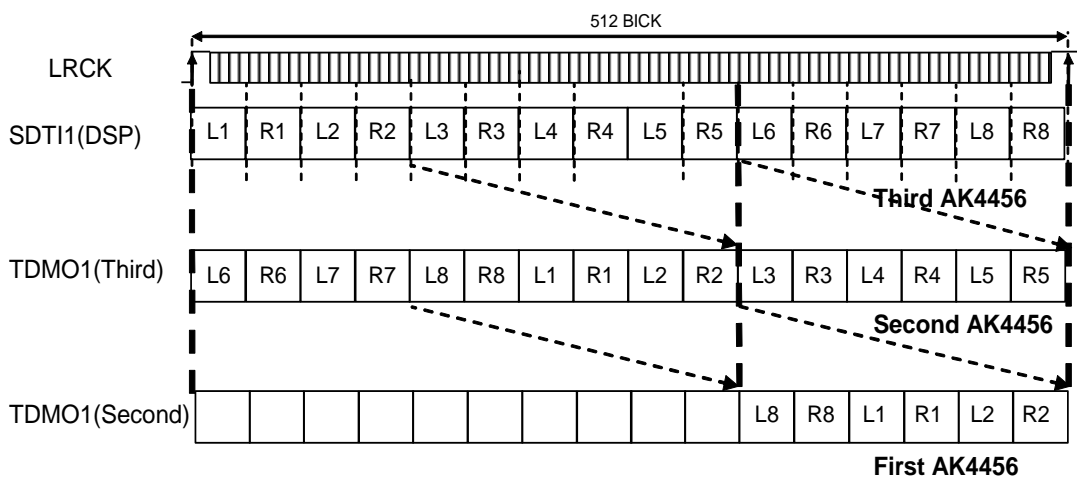 512 BICK
LRCK
SDTI1(DSP) L1 R1 L2 R2 L3 R3 L4 R4 L5 R5 L6 R6 L7 R7 L8 R8
Third AK4456
TDMO1(Third) L6 R6 L7 R7 L8 R8 L1 R1 L2 R2 L3 R3 L4 R4 L5 R5
Second AK4456
TDMO1(Second) L8 R8 L1 R1 L2 R2
First AK4456